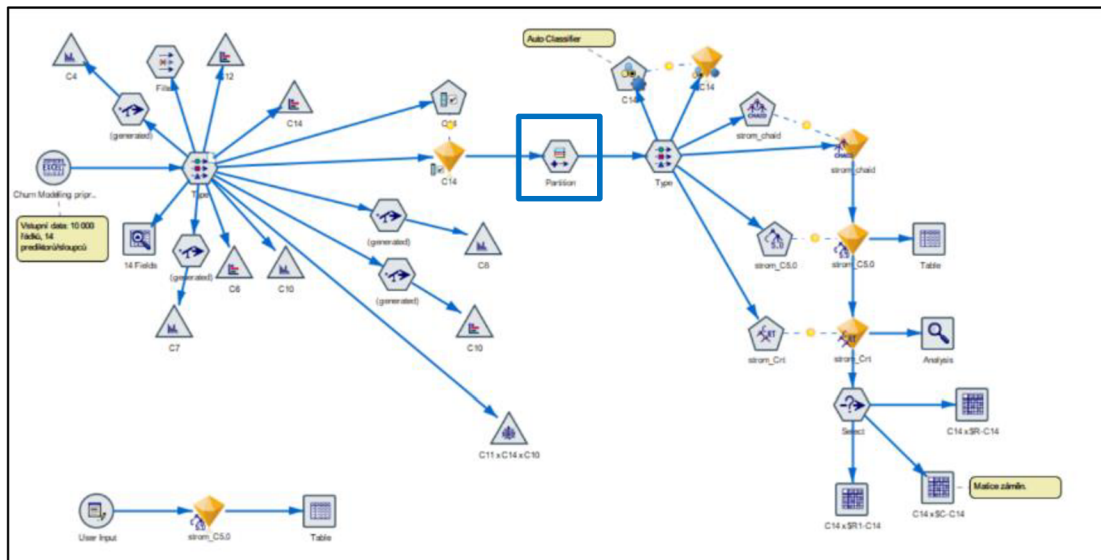 Auto Classifier
C4
Filter
C12
C14
C14
C14
C14
strom_chaid
(generated)
C14
Churn Modelling pripr...
Type
Partition
Type
strom_chaid
Vstupní data: 10 000
řádků, 14
prediktorů/sloupců
(generated)
C6
14 Fields
(generated)
C6
C10
strom_C5.0
strom_C5.0
Table
(generated)
C7
C10
strom_Crt
strom_Crt
Analysis
C11 x C14 x C10
Select
C14 x $R-C14
Matice záměn.
User Input
strom_C5.0
Table
C14 x $R1-C14
C14 x $C-C14